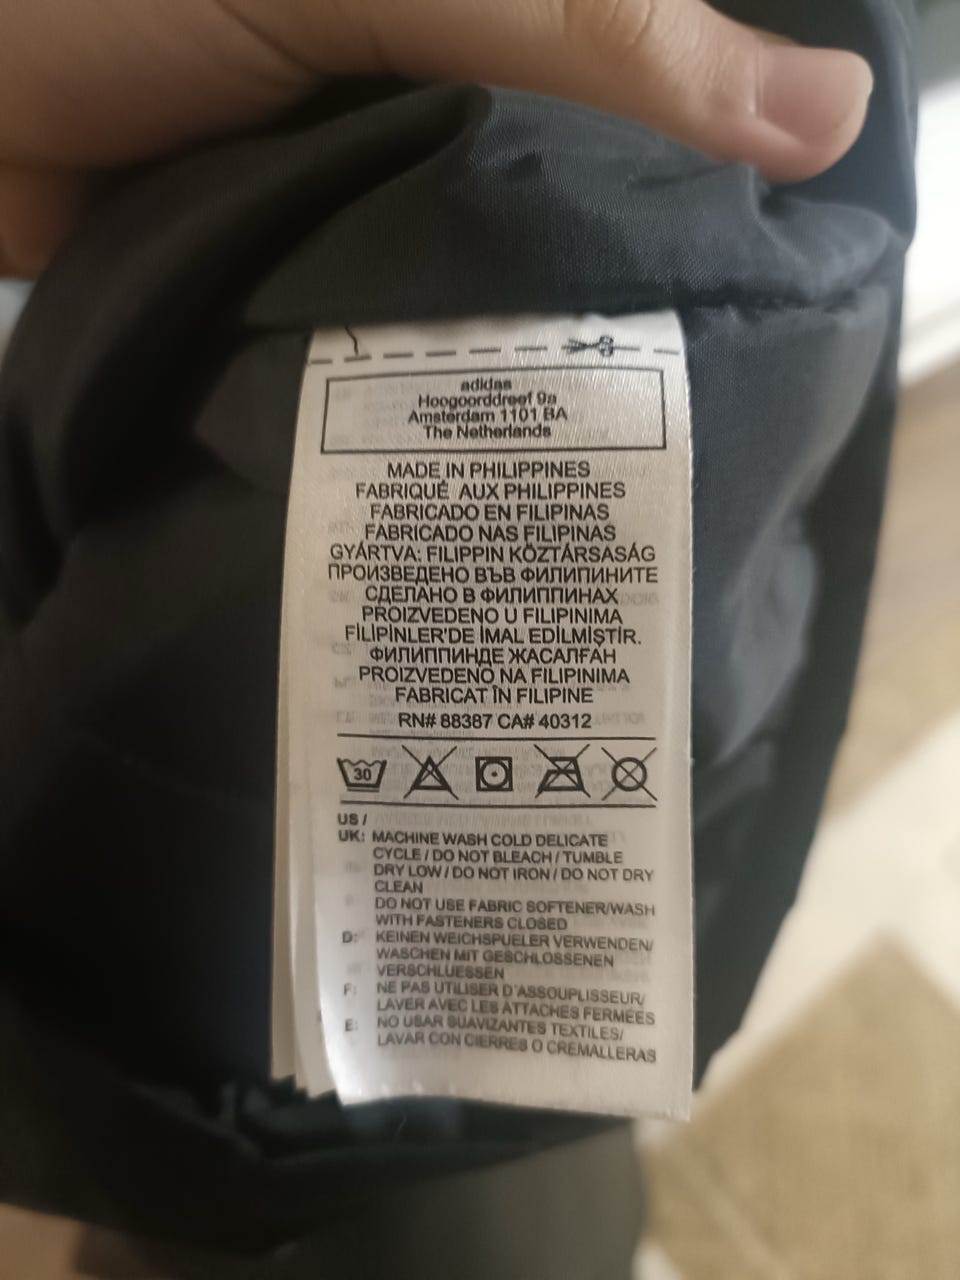 adidas
Hoogoorddreef 9a
Amsterdam 1101 BA
The Netherlands
MADE IN PHILIPPINES
FABRIQUÉ AUX PHILIPPINES
FABRICADO EN FILIPINAS
FABRICADO NAS FILIPINAS
GYÁRTVA: FILIPPIN KÖZTÁRSASÁG
ПРОИЗВЕДЕНО ВЪВ ФИЛИПИНИТЕ
СДЕЛАНО В ФИЛИППИНАХ
PROIZVEDENO U FILIPINIMA
FİLİPİNLER'DE İMAL EDİLMİŞTİR.
ФИЛИППИНДЕ ЖАСАЛҒАН
PROIZVEDENO NA FILIPINIMA
FABRICAT ÎN FILIPINE
RN# 88387 CA# 40312
30
US /
UK: MACHINE WASH COLD DELICATE
CYCLE / DO NOT BLEACH / TUMBLE
DRY LOW / DO NOT IRON / DO NOT DRY
CLEAN
DO NOT USE FABRIC SOFTENER/WASH
WITH FASTENERS CLOSED
D: KEINEN WEICHSPUELER VERWENDEN/
WASCHEN MIT GESCHLOSSENEN
VERSCHLUESSEN
F: NE PAS UTILISER D'ASSOUPLISSEUR/
LAVER AVEC LES ATTACHES FERMÉES
E: NO USAR SUAVIZANTES TEXTILES/
LAVAR CON CIERRES O CREMALLERAS